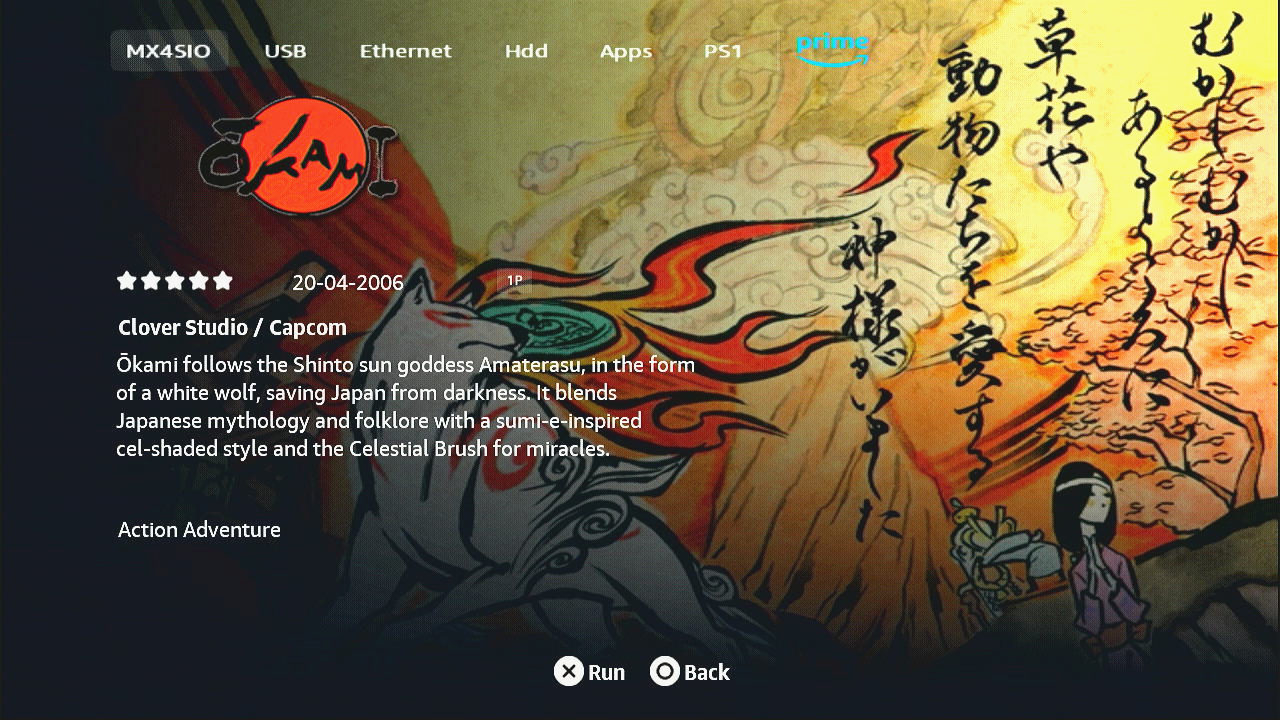 MX4SIO USB Ethernet Hdd Apps PS1 prime
ŌKAMI
20-04-2006 1P
Clover Studio / Capcom
Ōkami follows the Shinto sun goddess Amaterasu, in the form
of a white wolf, saving Japan from darkness. It blends
Japanese mythology and folklore with a sumi-e-inspired
cel-shaded style and the Celestial Brush for miracles.
Action Adventure
Run Back
むかしむかし
あるところに
草花や
動物たちを愛する
神様がいました